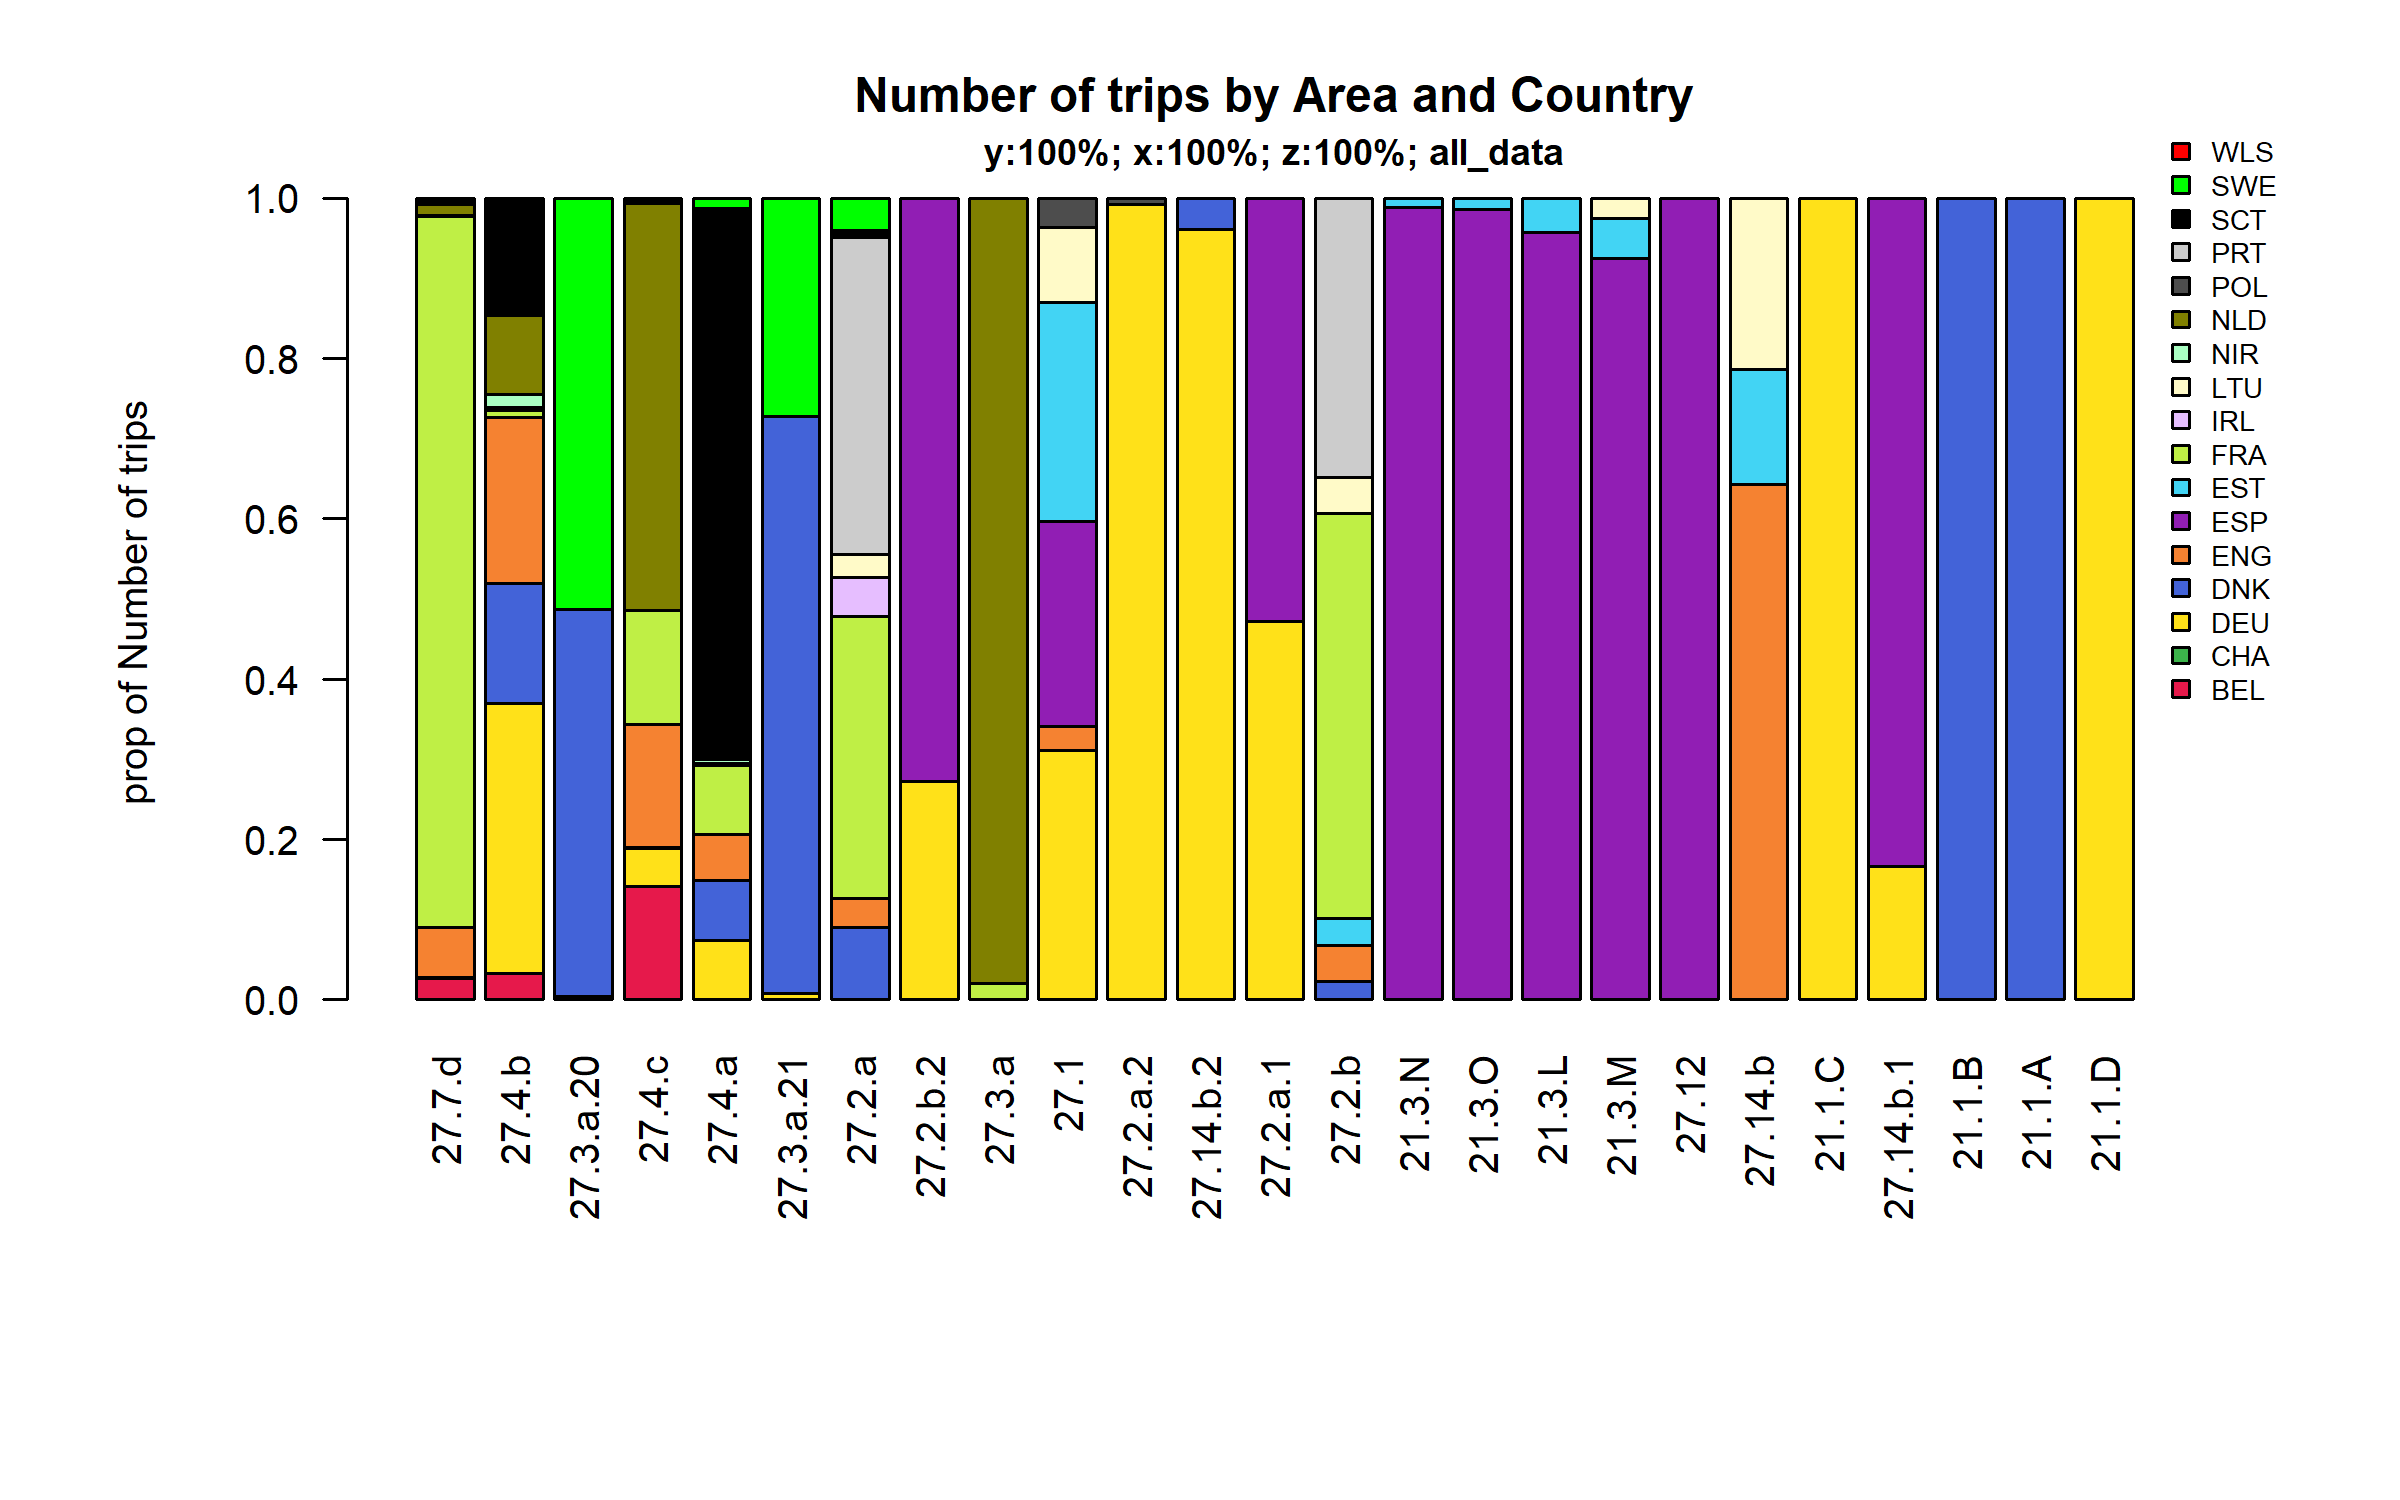 Number of trips by Area and Country
y:100%; x:100%; z:100%; all_data
prop of Number of trips
1.0
0.8
0.6
0.4
0.2
0.0
27.7.d
27.4.b
27.3.a.20
27.4.c
27.4.a
27.3.a.21
27.2.a
27.2.b.2
27.3.a
27.1
27.2.a.2
27.14.b.2
27.2.a.1
27.2.b
21.3.N
21.3.O
21.3.L
21.3.M
27.12
27.14.b
21.1.C
27.14.b.1
21.1.B
21.1.A
21.1.D
WLS
SWE
SCT
PRT
POL
NLD
NIR
LTU
IRL
FRA
EST
ESP
ENG
DNK
DEU
CHA
BEL